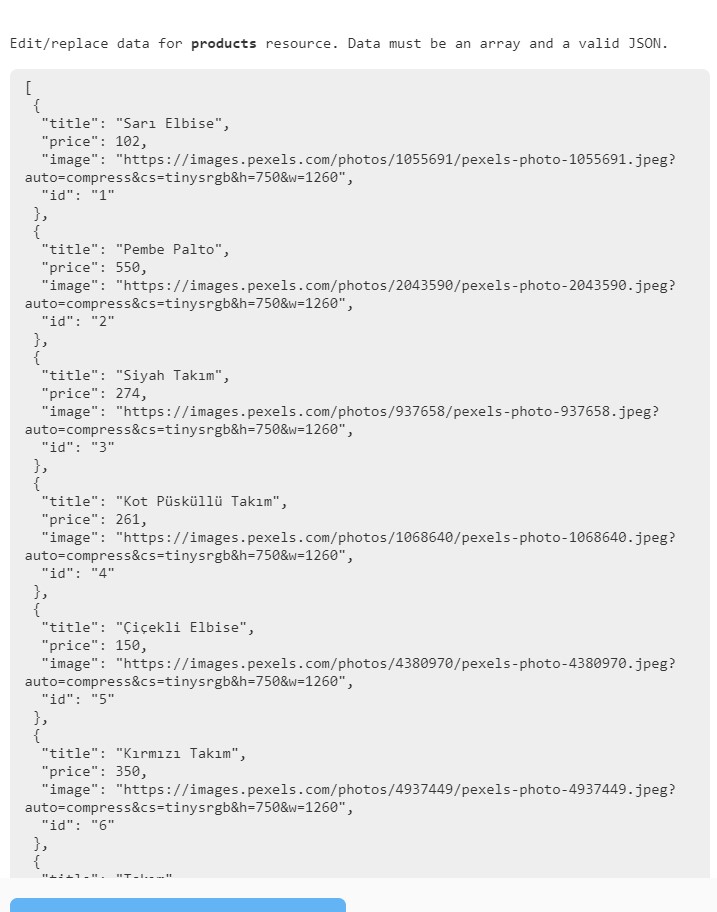 Edit/replace data for products resource. Data must be an array and a valid JSON.
[
{
"title": "Sarı Elbise",
"price": 102,
"image": "https://images.pexels.com/photos/1055691/pexels-photo-1055691.jpeg?
auto=compress&cs=tinysrgb&h=750&w=1260",
"id": "1"
},
{
"title": "Pembe Palto",
"price": 550,
"image": "https://images.pexels.com/photos/2043590/pexels-photo-2043590.jpeg?
auto=compress&cs=tinysrgb&h=750&w=1260",
"id": "2"
},
{
"title": "Siyah Takım",
"price": 274,
"image": "https://images.pexels.com/photos/937658/pexels-photo-937658.jpeg?
auto=compress&cs=tinysrgb&h=750&w=1260",
"id": "3"
},
{
"title": "Kot Püsküllü Takım",
"price": 261,
"image": "https://images.pexels.com/photos/1068640/pexels-photo-1068640.jpeg?
auto=compress&cs=tinysrgb&h=750&w=1260",
"id": "4"
},
{
"title": "Çiçekli Elbise",
"price": 150,
"image": "https://images.pexels.com/photos/4380970/pexels-photo-4380970.jpeg?
auto=compress&cs=tinysrgb&h=750&w=1260",
"id": "5"
},
{
"title": "Kırmızı Takım",
"price": 350,
"image": "https://images.pexels.com/photos/4937449/pexels-photo-4937449.jpeg?
auto=compress&cs=tinysrgb&h=750&w=1260",
"id": "6"
},
{